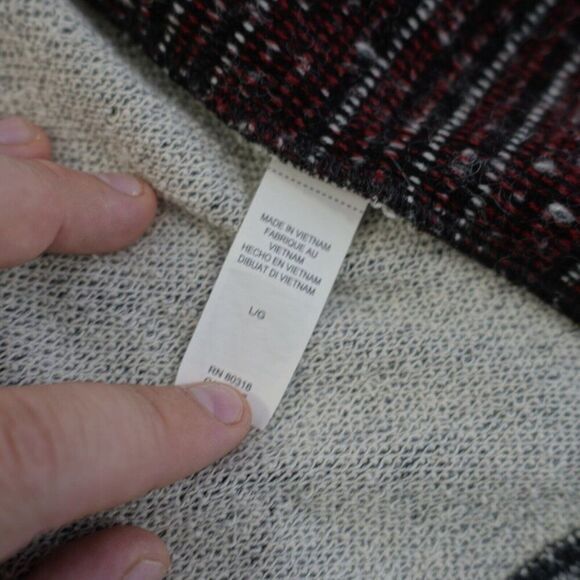 MADE IN VIETNAM
FABRIQUE AU
VIETNAM
HECHO EN VIETNAM
DIBUAT DI VIETNAM
L/G
RN 80318